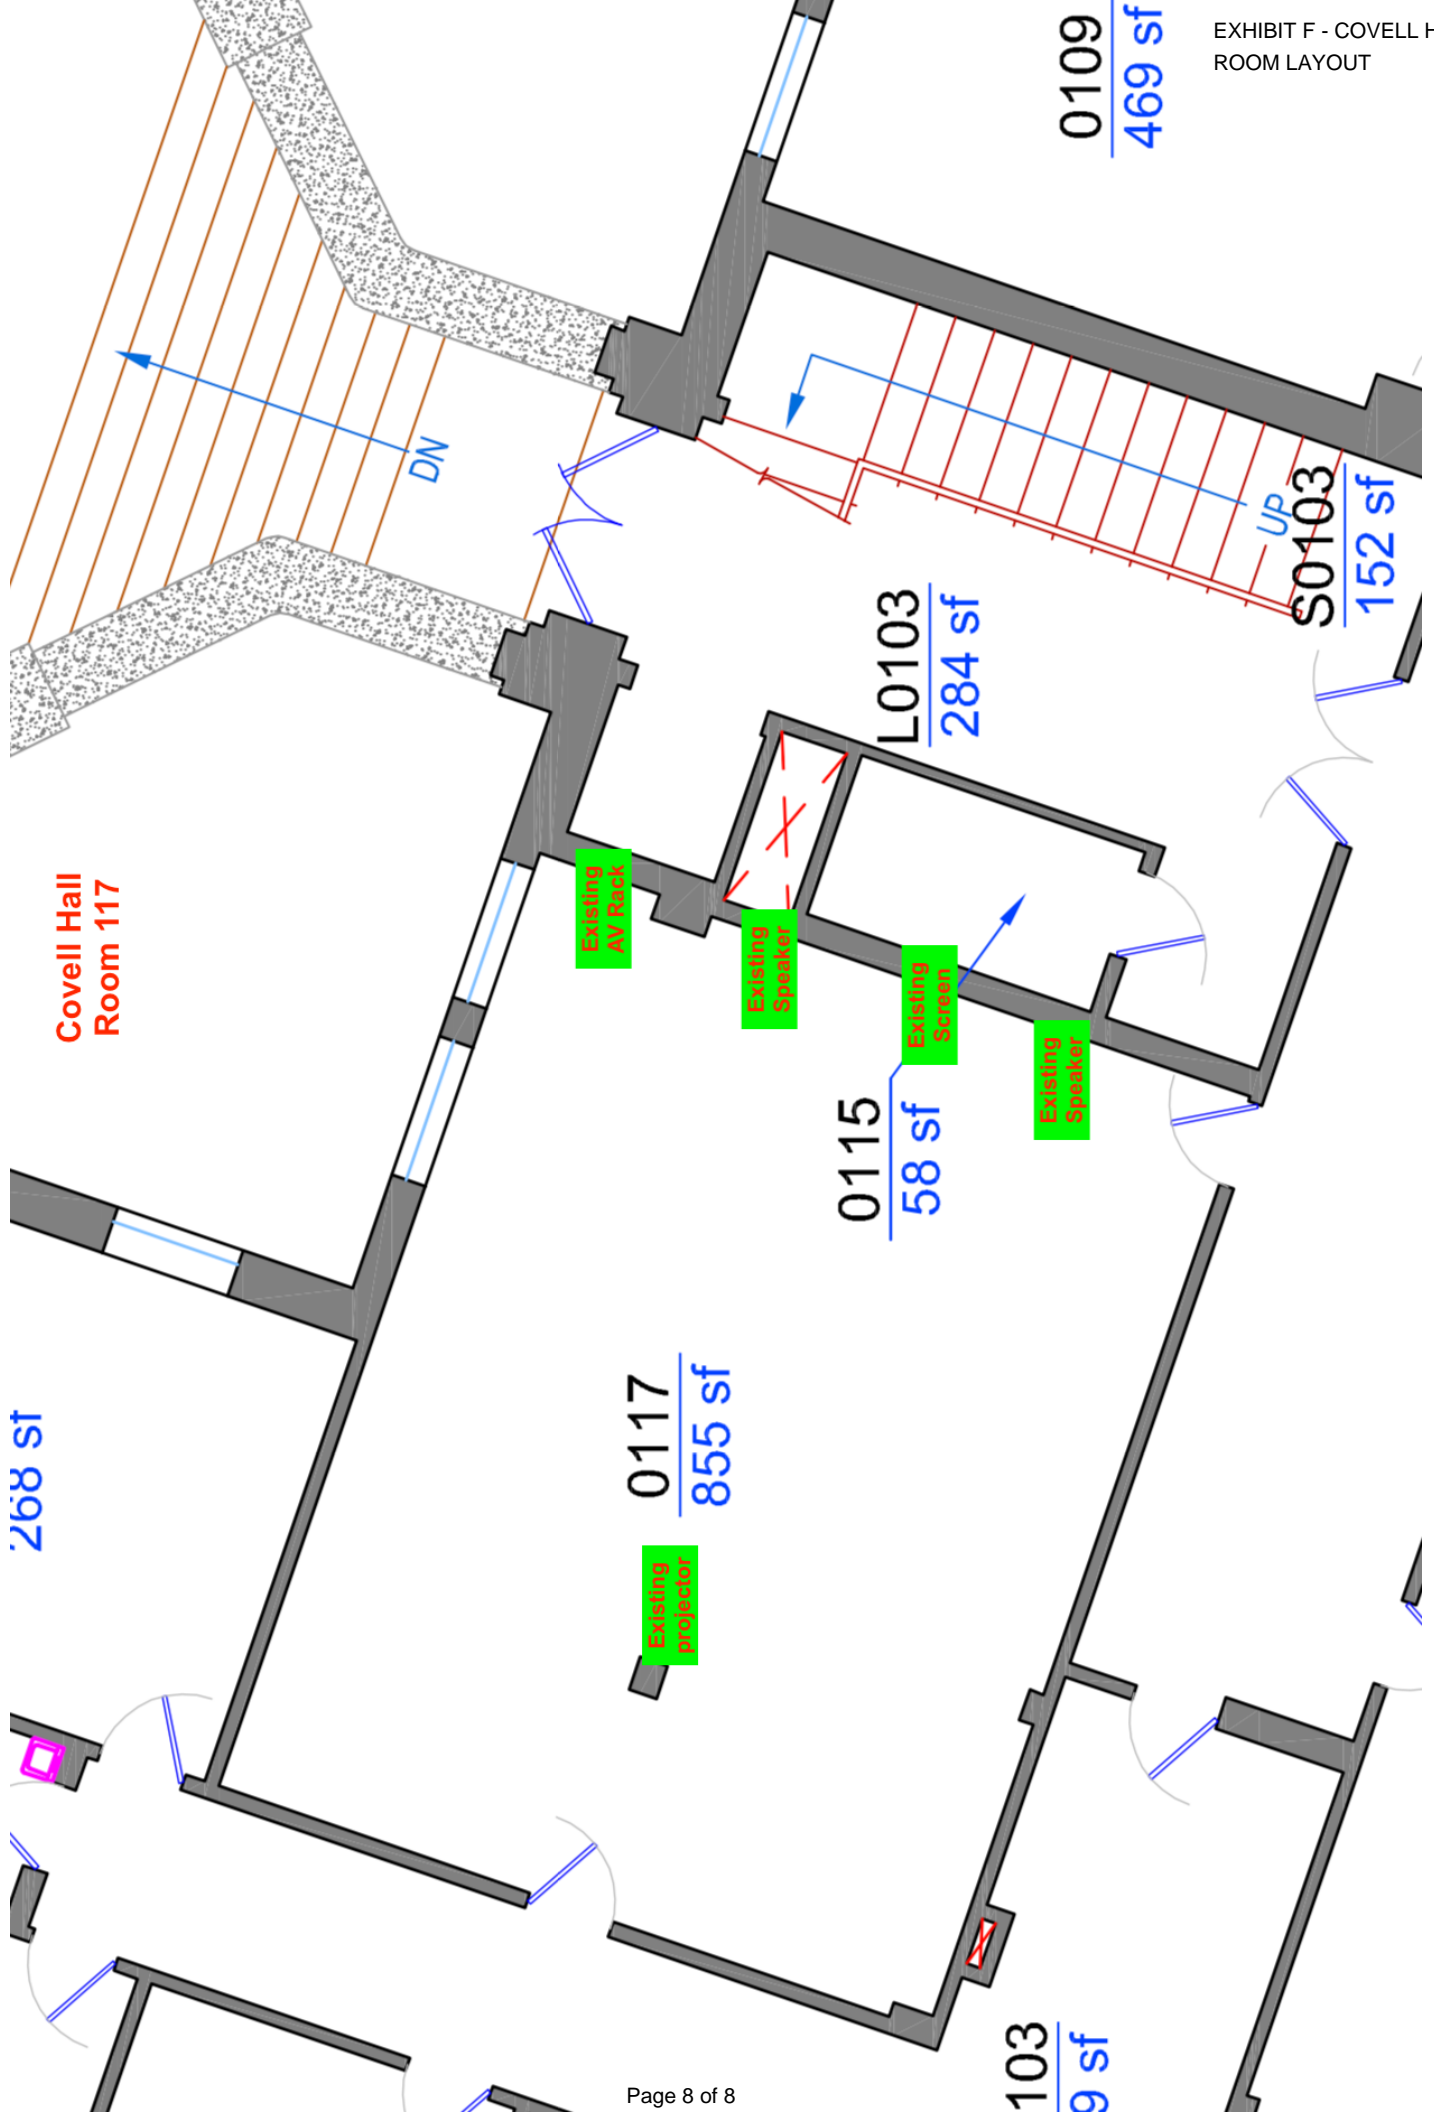 EXHIBIT F - COVELL H
ROOM LAYOUT
0109
469 sf
DN
UP
S0103
152 sf
L0103
284 sf
Covell Hall
Room 117
Existing
AV Rack
Existing
Speaker
Existing
Screen
Existing
Speaker
0115
58 sf
0117
855 sf
268 sf
Existing
projector
103
9 sf
Page 8 of 8